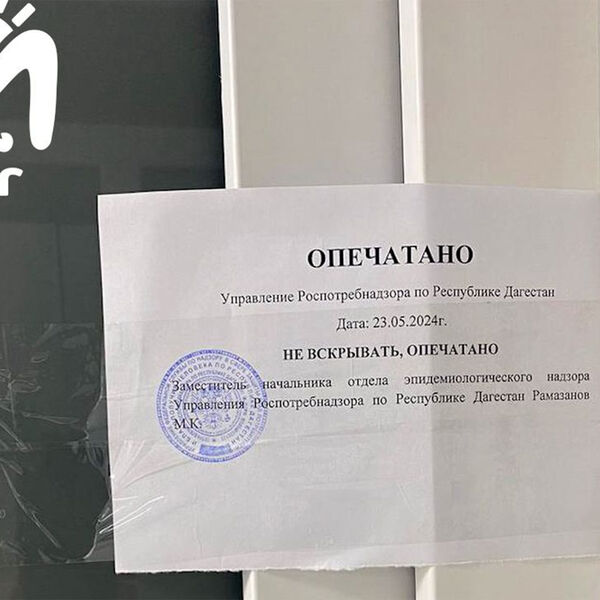 ОПЕЧАТАНО
Управление Роспотребнадзора по Республике Дагестан
Дата: 23.05.2024г.
НЕ ВСКРЫВАТЬ, ОПЕЧАТАНО
Заместитель начальника отдела эпидемиологического надзора
Управления Роспотребнадзора по Республике Дагестан Рамазанов
М.К.